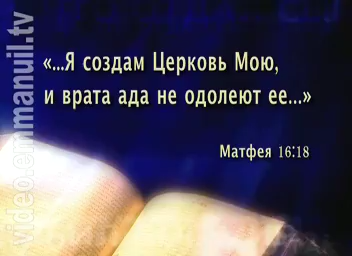 «...Я создам Церковь Мою,
и врата ада не одолеют ее...»
Матфея 16:18
video.emmanuil.tv